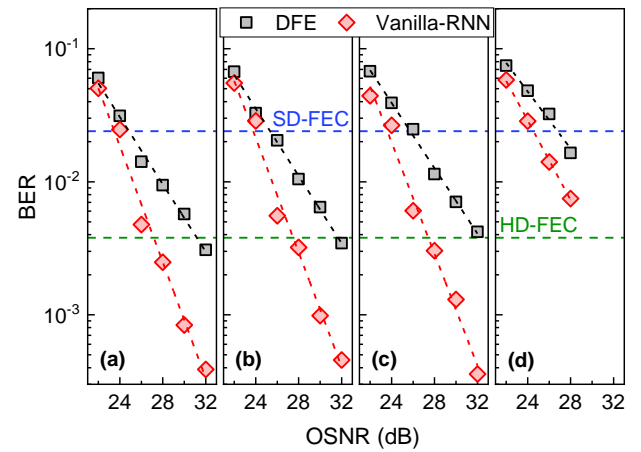 DFE Vanilla-RNN
BER
10⁻¹
10⁻²
10⁻³
SD-FEC
HD-FEC
(a) (b) (c) (d)
24 28 32 24 28 32 24 28 32 24 28 32
OSNR (dB)